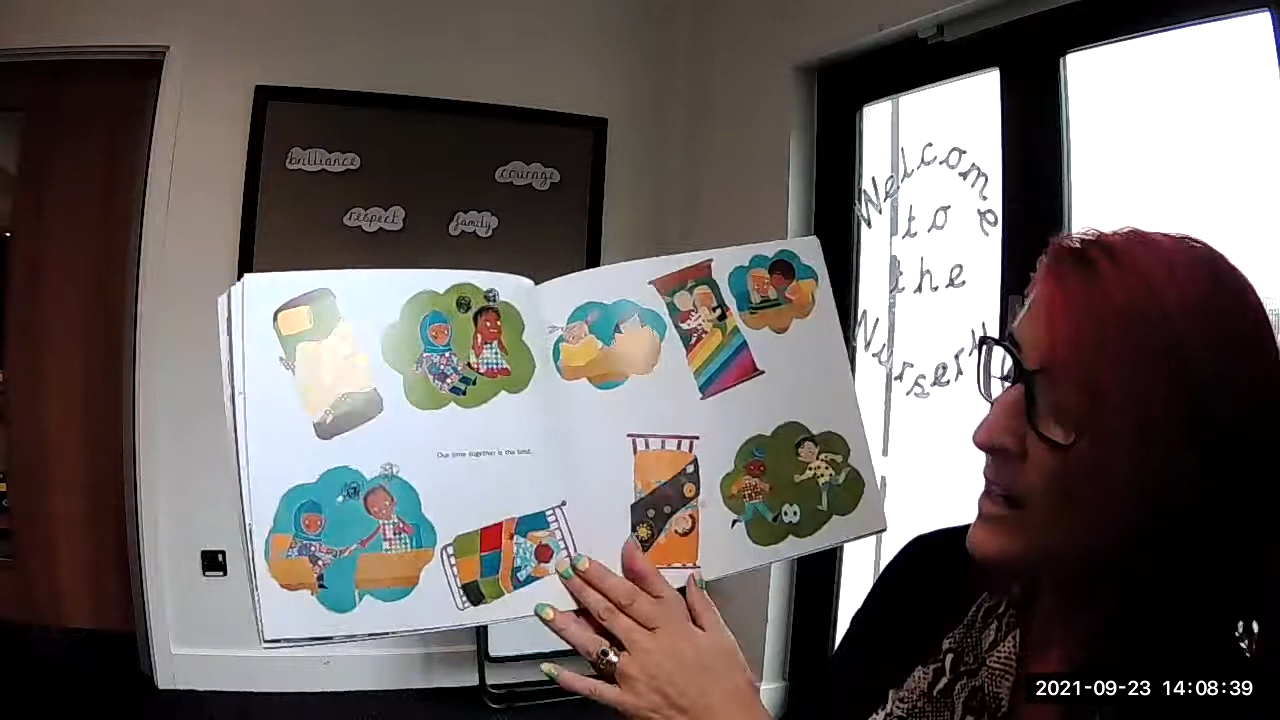 brilliance
courage
respect
family
Welcome
to
the
Nursery
Our time together is the best.
2021-09-23 14:08:39